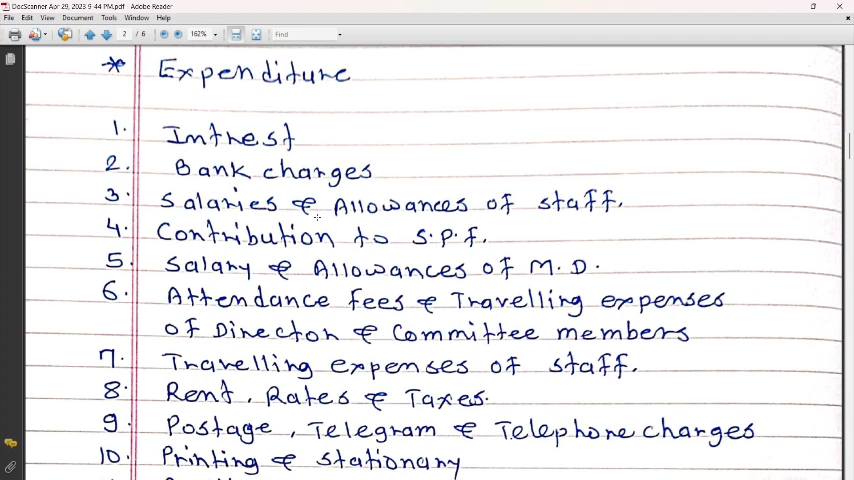 DocScanner Apr 29, 2023 9-44 PM.pdf - Adobe Reader
File Edit View Document Tools Window Help
2 / 6 162% Find
* Expenditure
1. Intrest
2. Bank charges
3. Salaries & Allowances of staff.
4. Contribution to S.P.f.
5. Salary & Allowances of M.D.
6. Attendance fees & Travelling expenses
of Director & Committee members
7. Travelling expenses of staff.
8. Rent, Rates & Taxes.
9. Postage, Telegram & Telephone charges
10. Printing & stationary